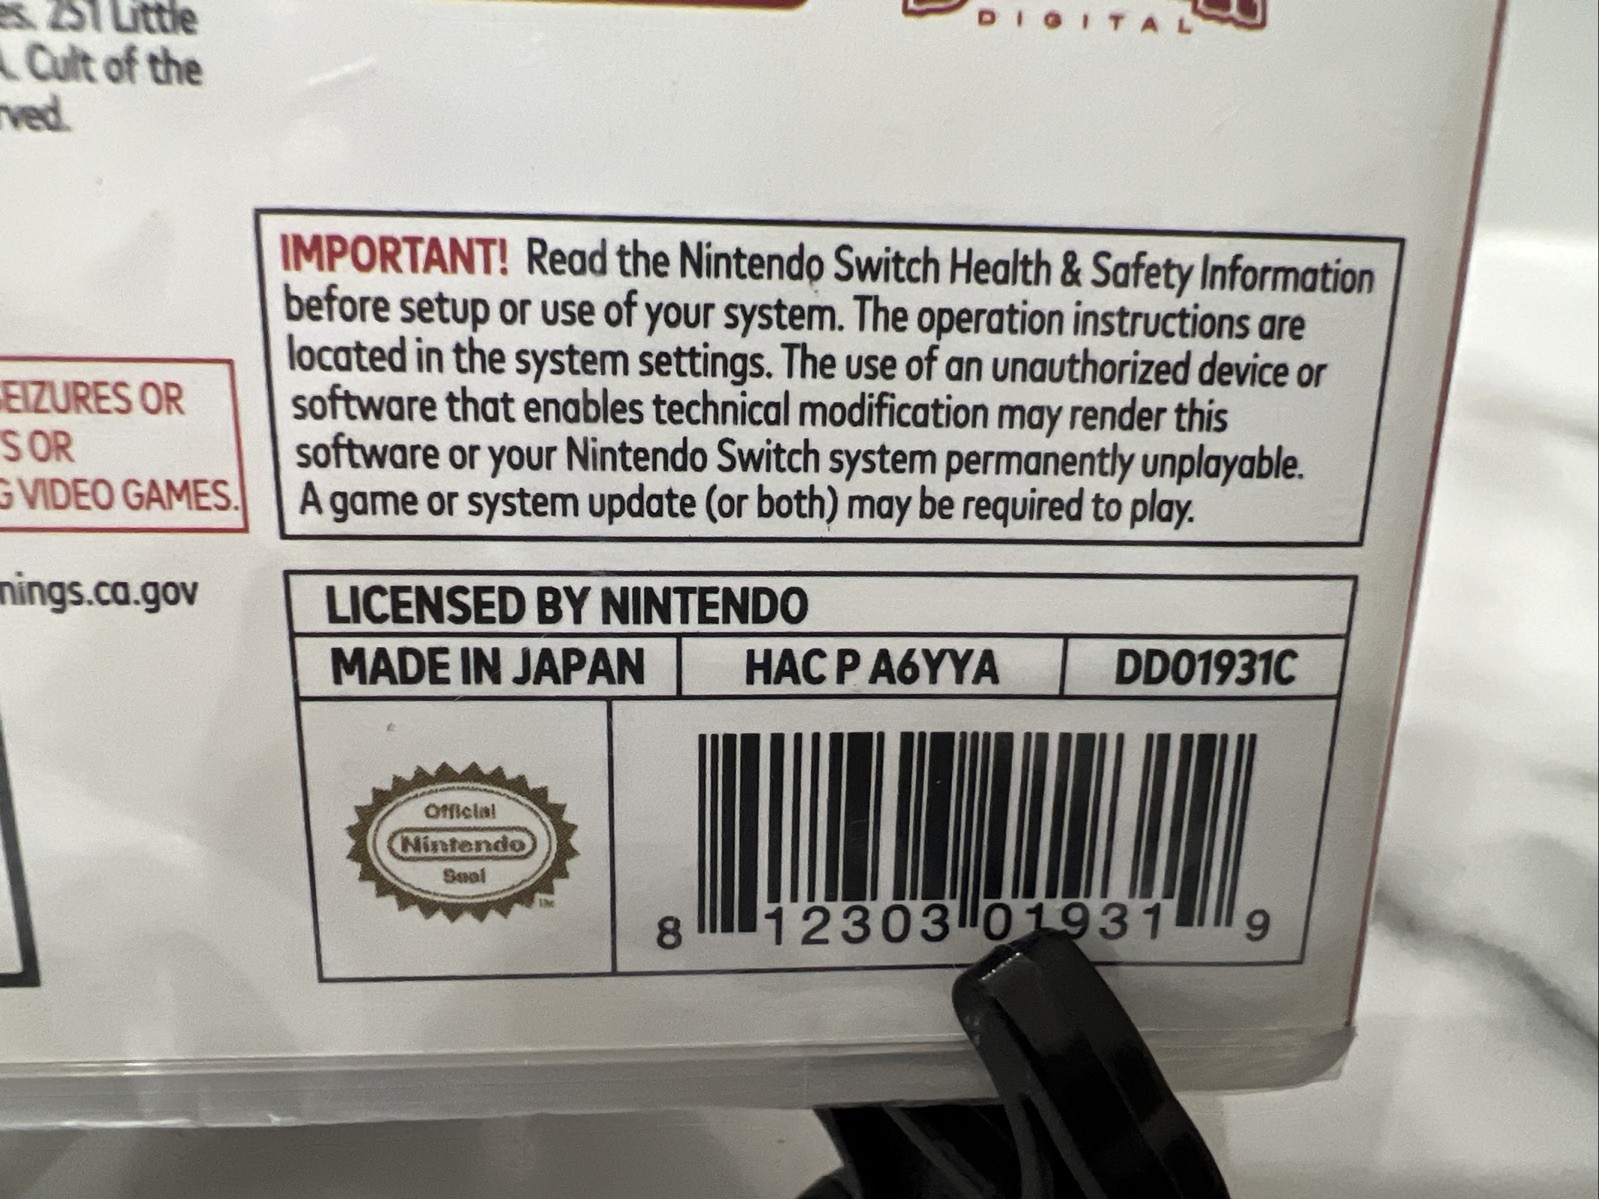 es. 251 Little
Cult of the
rved.
DIGITAL
IMPORTANT! Read the Nintendo Switch Health & Safety Information
before setup or use of your system. The operation instructions are
located in the system settings. The use of an unauthorized device or
software that enables technical modification may render this
software or your Nintendo Switch system permanently unplayable.
A game or system update (or both) may be required to play.
SEIZURES OR
'S OR
G VIDEO GAMES.
nings.ca.gov
LICENSED BY NINTENDO
MADE IN JAPAN HAC P A6YYA DD01931C
Official
Nintendo
Seal
TM
8 12303 01931 9